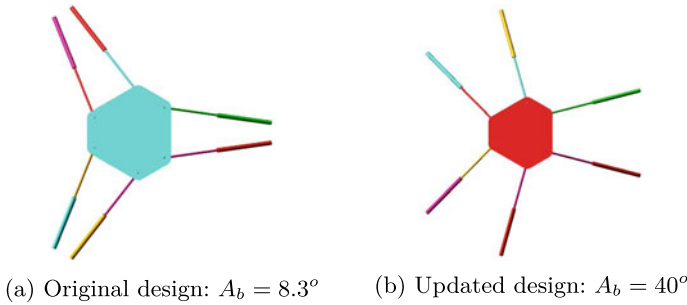 (a) Original design: $A_b = 8.3^o$
(b) Updated design: $A_b = 40^o$